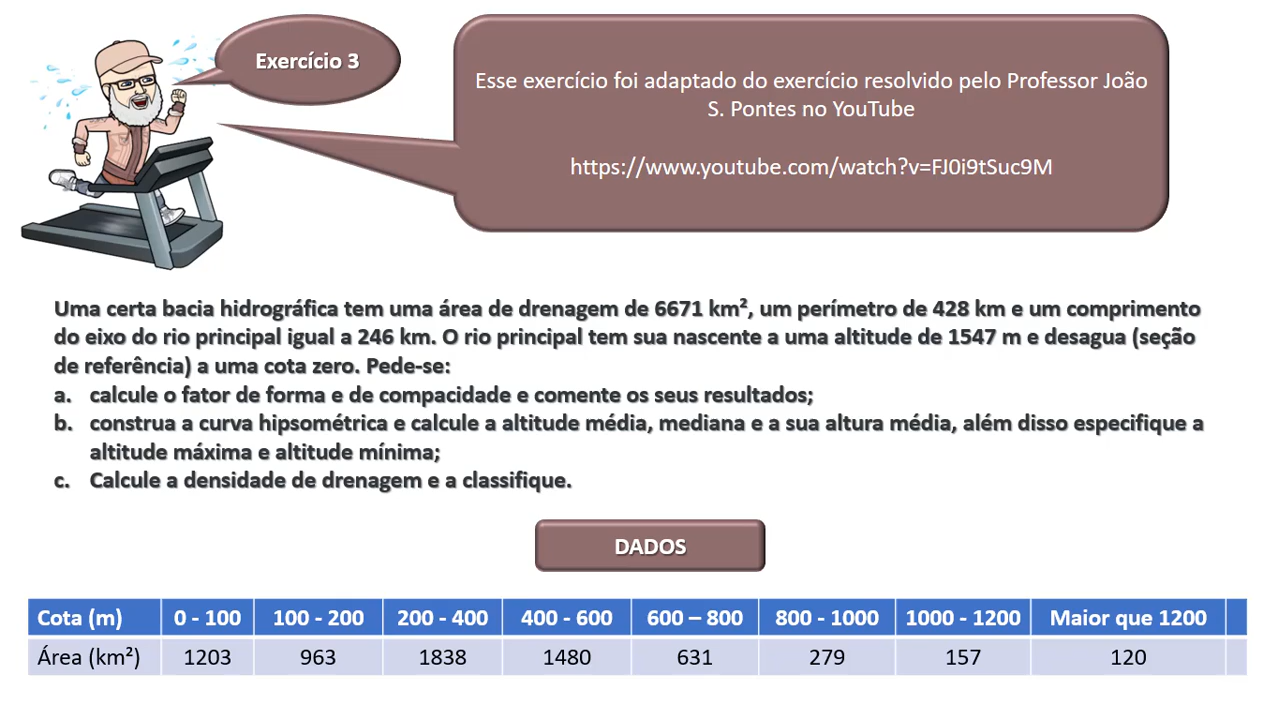 Exercício 3
Esse exercício foi adaptado do exercício resolvido pelo Professor João
S. Pontes no YouTube
https://www.youtube.com/watch?v=FJ0i9tSuc9M
Uma certa bacia hidrográfica tem uma área de drenagem de 6671 km², um perímetro de 428 km e um comprimento
do eixo do rio principal igual a 246 km. O rio principal tem sua nascente a uma altitude de 1547 m e desagua (seção
de referência) a uma cota zero. Pede-se:
a. calcule o fator de forma e de compacidade e comente os seus resultados;
b. construa a curva hipsométrica e calcule a altitude média, mediana e a sua altura média, além disso especifique a
altitude máxima e altitude mínima;
c. Calcule a densidade de drenagem e a classifique.
DADOS
Cota (m) 0 - 100 100 - 200 200 - 400 400 - 600 600 – 800 800 - 1000 1000 - 1200 Maior que 1200
Área (km²) 1203 963 1838 1480 631 279 157 120